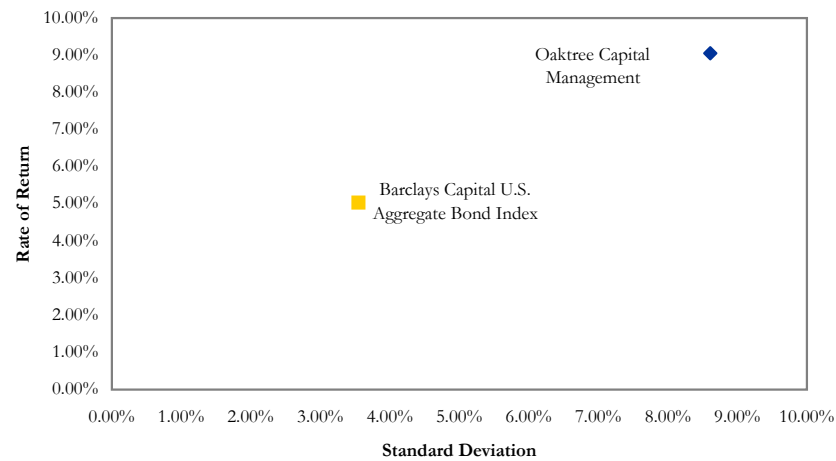 10.00%
9.00%
8.00%
7.00%
6.00%
5.00%
4.00%
3.00%
2.00%
1.00%
0.00%
Rate of Return
Oaktree Capital
Management
Barclays Capital U.S.
Aggregate Bond Index
0.00% 1.00% 2.00% 3.00% 4.00% 5.00% 6.00% 7.00% 8.00% 9.00% 10.00%
Standard Deviation